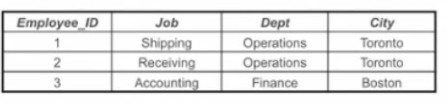 Employee_ID Job Dept City
1 Shipping Operations Toronto
2 Receiving Operations Toronto
3 Accounting Finance Boston